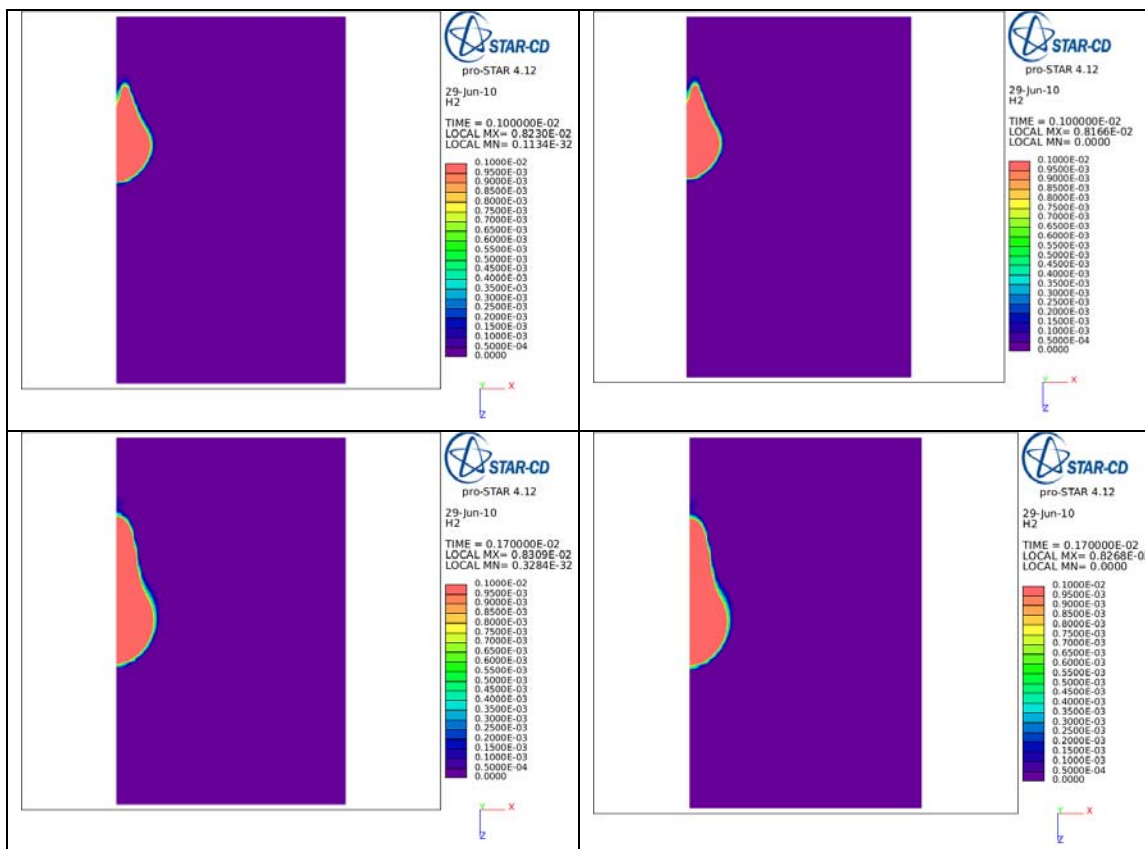 STAR-CD
pro-STAR 4.12
29-Jun-10
H2
TIME = 0.100000E-02
LOCAL MX= 0.8230E-02
LOCAL MN= 0.1134E-32
0.1000E-02
0.9500E-03
0.9000E-03
0.8500E-03
0.8000E-03
0.7500E-03
0.7000E-03
0.6500E-03
0.6000E-03
0.5500E-03
0.5000E-03
0.4500E-03
0.4000E-03
0.3500E-03
0.3000E-03
0.2500E-03
0.2000E-03
0.1500E-03
0.1000E-03
0.5000E-04
0.0000
Y X
Z
STAR-CD
pro-STAR 4.12
29-Jun-10
H2
TIME = 0.100000E-02
LOCAL MX= 0.8166E-02
LOCAL MN= 0.0000
0.1000E-02
0.9500E-03
0.9000E-03
0.8500E-03
0.8000E-03
0.7500E-03
0.7000E-03
0.6500E-03
0.6000E-03
0.5500E-03
0.5000E-03
0.4500E-03
0.4000E-03
0.3500E-03
0.3000E-03
0.2500E-03
0.2000E-03
0.1500E-03
0.1000E-03
0.5000E-04
0.0000
Y X
Z
STAR-CD
pro-STAR 4.12
29-Jun-10
H2
TIME = 0.170000E-02
LOCAL MX= 0.8309E-02
LOCAL MN= 0.3284E-32
0.1000E-02
0.9500E-03
0.9000E-03
0.8500E-03
0.8000E-03
0.7500E-03
0.7000E-03
0.6500E-03
0.6000E-03
0.5500E-03
0.5000E-03
0.4500E-03
0.4000E-03
0.3500E-03
0.3000E-03
0.2500E-03
0.2000E-03
0.1500E-03
0.1000E-03
0.5000E-04
0.0000
Y X
Z
STAR-CD
pro-STAR 4.12
29-Jun-10
H2
TIME = 0.170000E-02
LOCAL MX= 0.8268E-0
LOCAL MN= 0.0000
0.1000E-02
0.9500E-03
0.9000E-03
0.8500E-03
0.8000E-03
0.7500E-03
0.7000E-03
0.6500E-03
0.6000E-03
0.5500E-03
0.5000E-03
0.4500E-03
0.4000E-03
0.3500E-03
0.3000E-03
0.2500E-03
0.2000E-03
0.1500E-03
0.1000E-03
0.5000E-04
0.0000
Y X
Z